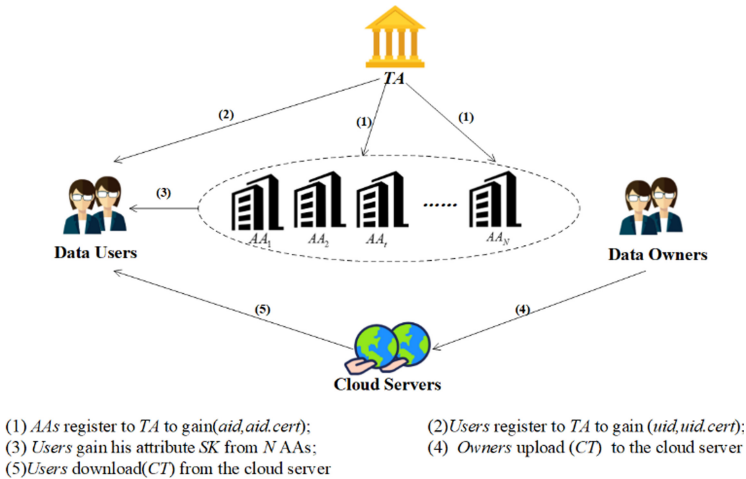 TA
(2)
(1)
(1)
(3)
AA1
AA2
AAt
......
AAN
Data Users
Data Owners
(5)
(4)
Cloud Servers
(1) AAs register to TA to gain(aid,aid.cert);
(2)Users register to TA to gain (uid,uid.cert);
(3) Users gain his attribute SK from N AAs;
(4) Owners upload (CT) to the cloud server
(5)Users download(CT) from the cloud server